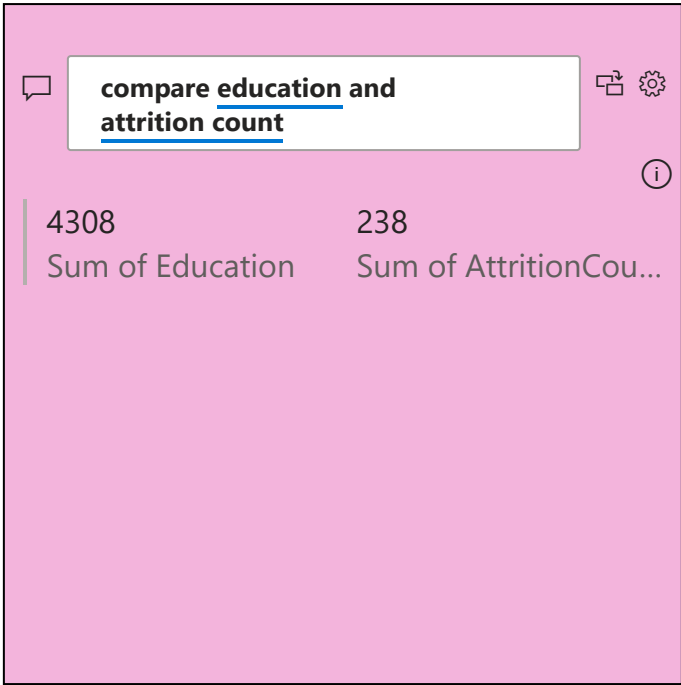 compare education and
attrition count
4308
238
Sum of Education
Sum of AttritionCou...